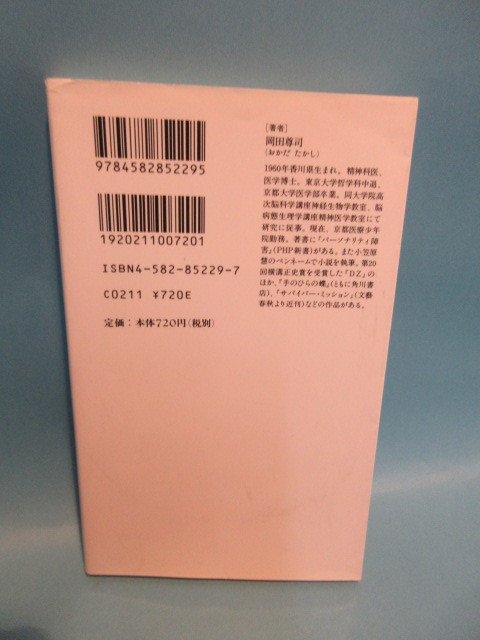 9784582852295
1920211007201
ISBN4-582-85229-7
C0211 ¥720E
定価：本体720円(税別)
[著者]
岡田尊司
(おかだ たかし)
1960年香川県生まれ。精神科医、
医学博士。東京大学哲学科中退、
京都大学医学部卒業。同大学院高
次脳科学講座神経生物学教室、脳
病態生理学講座精神医学教室にて
研究に従事。現在、京都医療少年
院勤務。著書に『パーソナリティ障
害』(PHP新書)がある。また小笠原
慧のペンネームで小説を執筆。第20
回横溝正史賞を受賞した『DZ』の
ほか、『手のひらの蝶』(ともに角川書
店)、『サバイバー・ミッション』(文藝
春秋より近刊)などの作品がある。